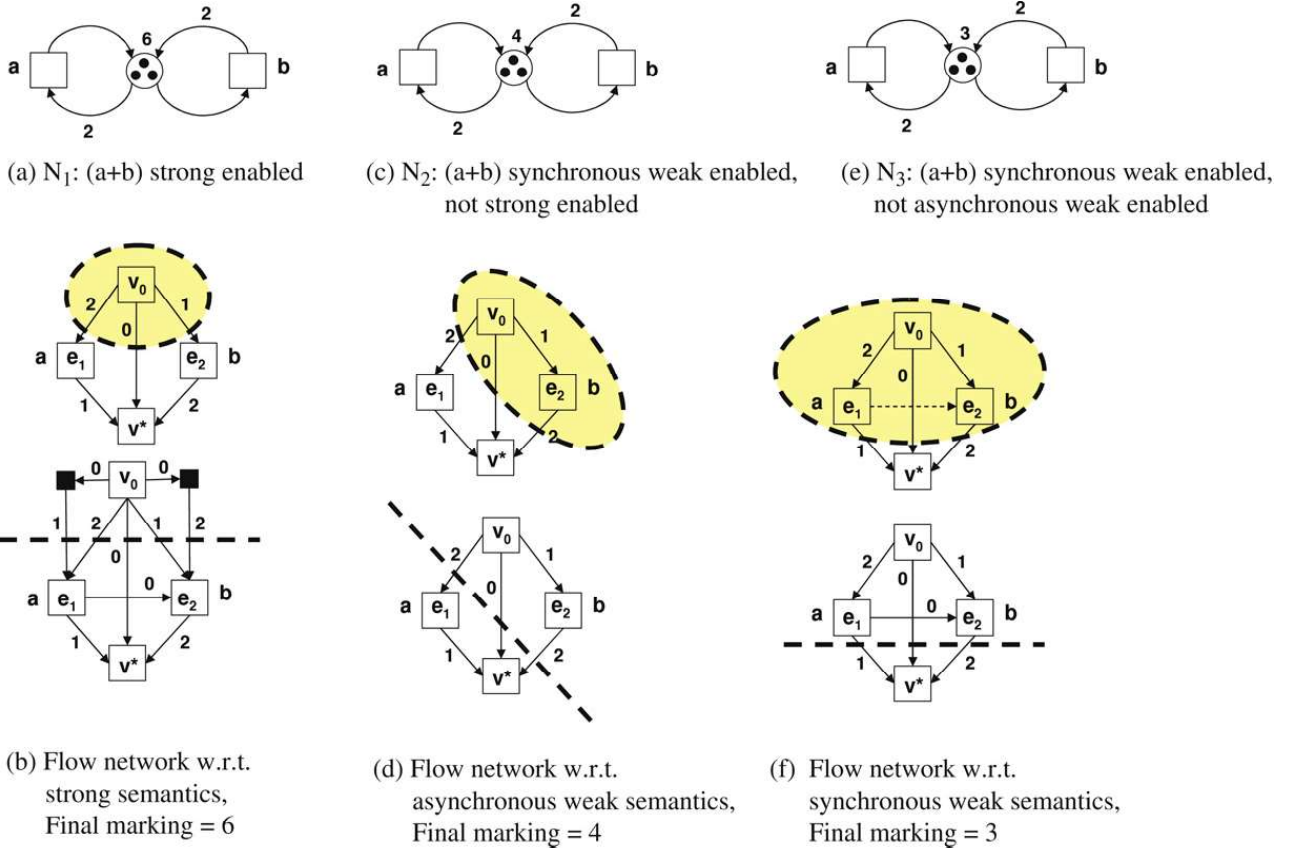 2
6
a
b
2
(a) N1: (a+b) strong enabled
2
4
a
b
2
(c) N2: (a+b) synchronous weak enabled,
not strong enabled
2
3
a
b
2
(e) N3: (a+b) synchronous weak enabled,
not asynchronous weak enabled
v0
2
1
0
a
e1
e2
b
1
2
v*
0
v0
0
1
2
1
2
0
a
e1
0
e2
b
1
2
v*
(b) Flow network w.r.t.
strong semantics,
Final marking = 6
v0
2
1
0
a
e1
e2
b
1
2
v*
v0
2
1
0
a
e1
e2
b
1
2
v*
(d) Flow network w.r.t.
asynchronous weak semantics,
Final marking = 4
v0
2
1
0
a
e1
e2
b
1
2
v*
v0
2
1
0
a
e1
0
e2
b
1
2
v*
(f) Flow network w.r.t.
synchronous weak semantics,
Final marking = 3